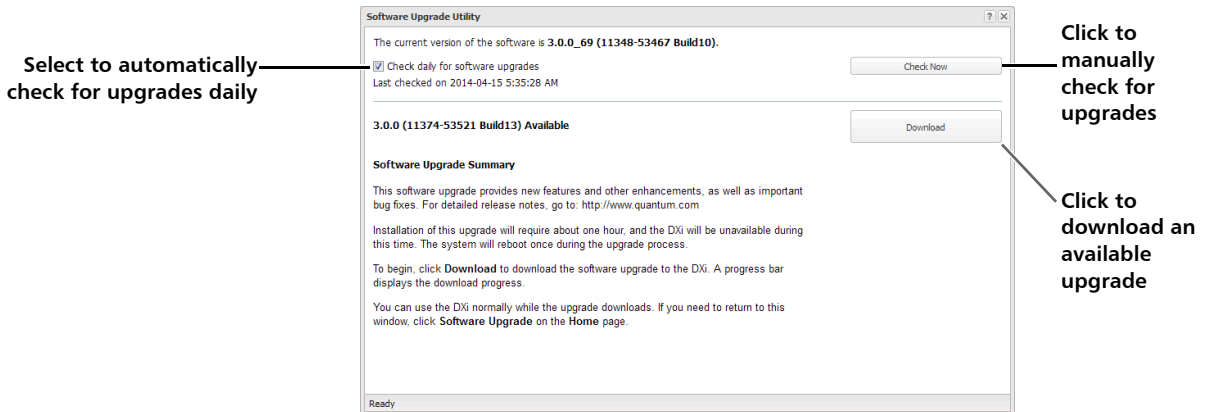 Software Upgrade Utility
The current version of the software is 3.0.0_69 (11348-53467 Build10).
Check daily for software upgrades
Check Now
Last checked on 2014-04-15 5:35:28 AM
3.0.0 (11374-53521 Build13) Available
Download
Software Upgrade Summary
This software upgrade provides new features and other enhancements, as well as important
bug fixes. For detailed release notes, go to: http://www.quantum.com
Installation of this upgrade will require about one hour, and the DXi will be unavailable during
this time. The system will reboot once during the upgrade process.
To begin, click Download to download the software upgrade to the DXi. A progress bar
displays the download progress.
You can use the DXi normally while the upgrade downloads. If you need to return to this
window, click Software Upgrade on the Home page.
Ready
Select to automatically
check for upgrades daily
Click to
manually
check for
upgrades
Click to
download an
available
upgrade